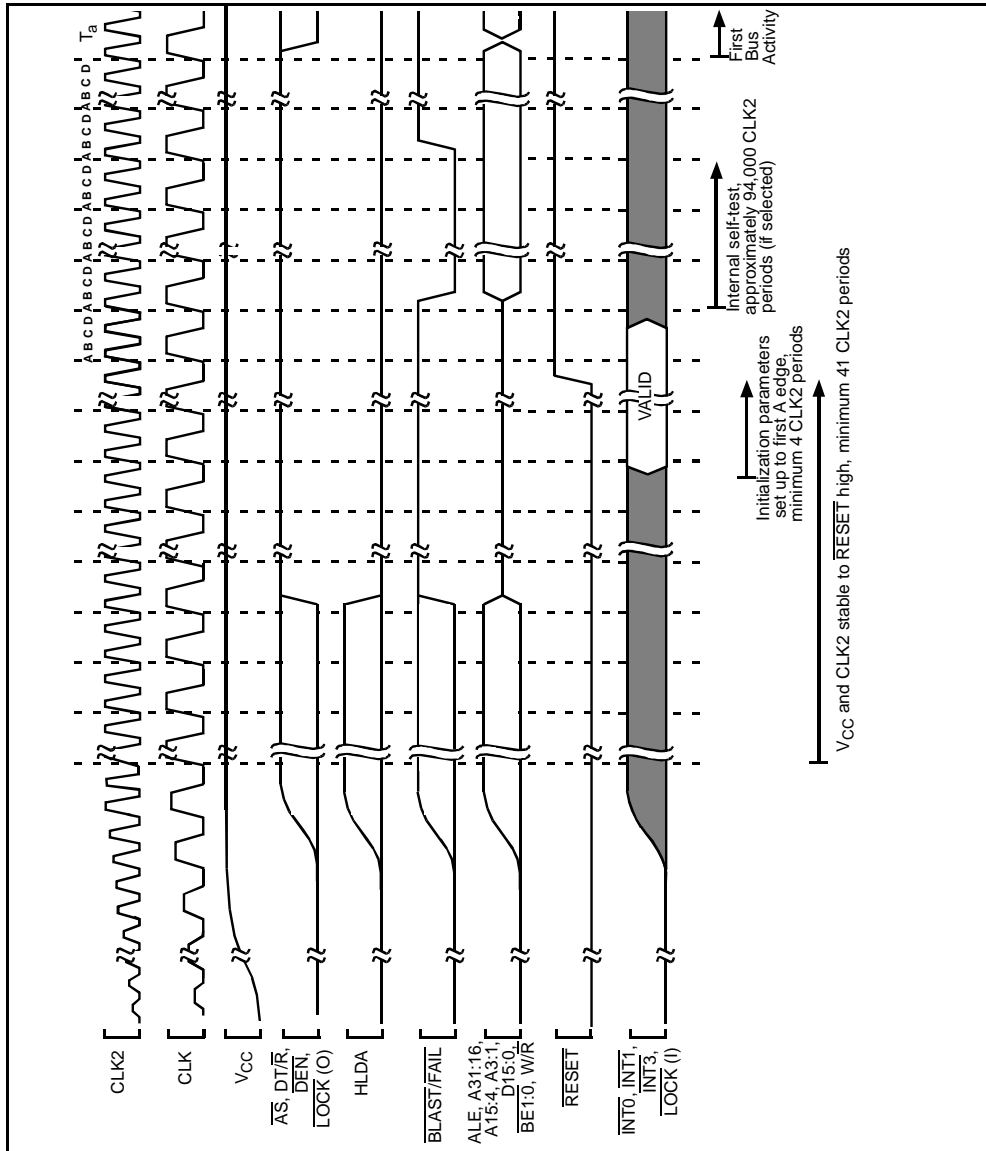 A B C D A B C D A B C D A B C D A B C D A B C D
Ta
CLK2
CLK
VCC
AS, DT/R,
DEN,
LOCK (O)
HLDA
BLAST/FAIL
ALE, A31:16,
A15:4, A3:1,
D15:0,
BE1:0, W/R
RESET
INT0, INT1,
INT3,
LOCK (I)
VALID
First
Bus
Activity
Internal self-test,
approximately 94,000 CLK2
periods (if selected)
Initialization parameters
set up to first A edge,
minimum 4 CLK2 periods
VCC and CLK2 stable to RESET high, minimum 41 CLK2 periods